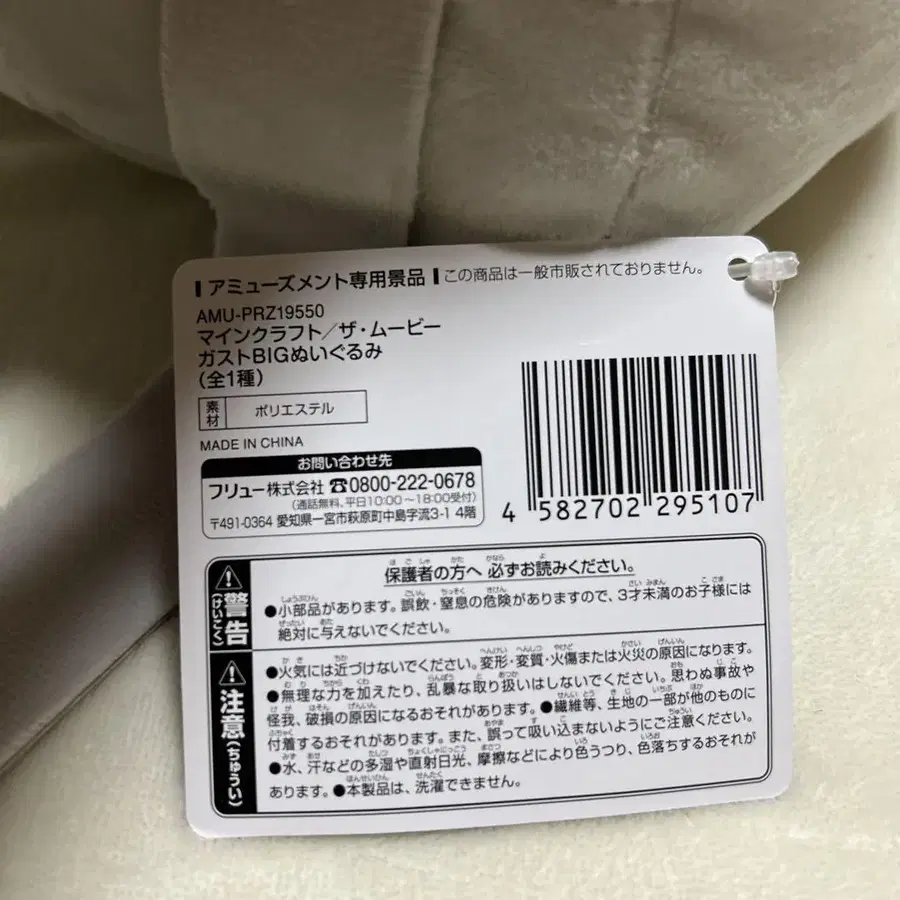 アミューズメント専用景品 この商品は一般市販されておりません。
AMU-PRZ19550
マインクラフト/ザ・ムービー
ガストBIGぬいぐるみ
(全1種)
素材 ポリエステル
MADE IN CHINA
お問い合わせ先
フリュー株式会社 ☎0800-222-0678
(通話無料、平日10:00～18:00受付)
〒491-0364 愛知県一宮市萩原町中島字流3-1 4階
4 582702 295107
保護者の方へ 必ずお読みください。
警告(けいこく)
●小部品があります。誤飲・窒息の危険がありますので、3才未満のお子様には
絶対に与えないでください。
注意(ちゅうい)
●火気には近づけないでください。変形・変質・火傷または火災の原因になります。
●無理な力を加えたり、乱暴な取り扱いはしないでください。思わぬ事故や
怪我、破損の原因になるおそれがあります。●繊維等、生地の一部が他のものに
付着するおそれがあります。また、誤って吸い込まないようにご注意ください。
●水、汗などの多湿や直射日光、摩擦などにより色うつり、色落ちするおそれが
あります。●本製品は、洗濯できません。